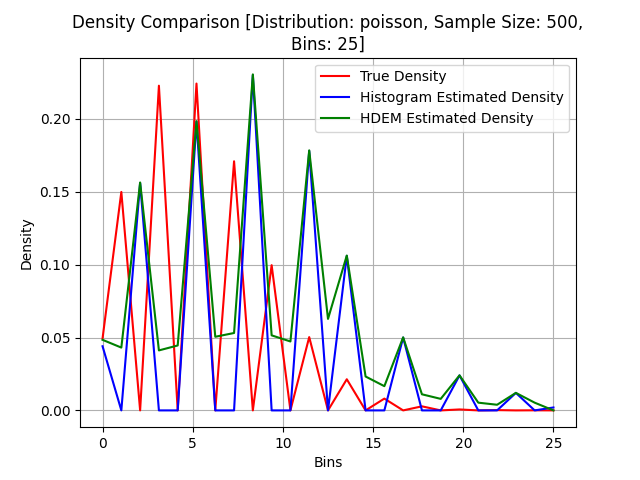 Density Comparison [Distribution: poisson, Sample Size: 500,
Bins: 25]
True Density
Histogram Estimated Density
HDEM Estimated Density
0.20
0.15
0.10
0.05
0.00
Density
0
5
10
15
20
25
Bins